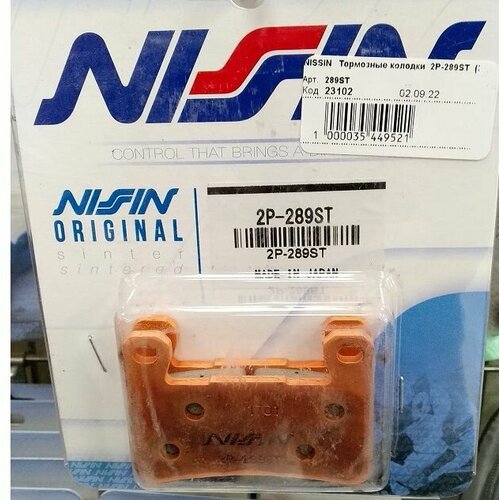 NISSIN
NISSIN Тормозные колодки 2P-289ST
Арт. 289ST
Код 23102 02.09.22
1 000035 449521
CONTROL THAT BRINGS A
NISSIN
ORIGINAL
sinter
sintered
2P-289ST
2P-289ST
MADE IN JAPAN
NISSIN
NISSIN